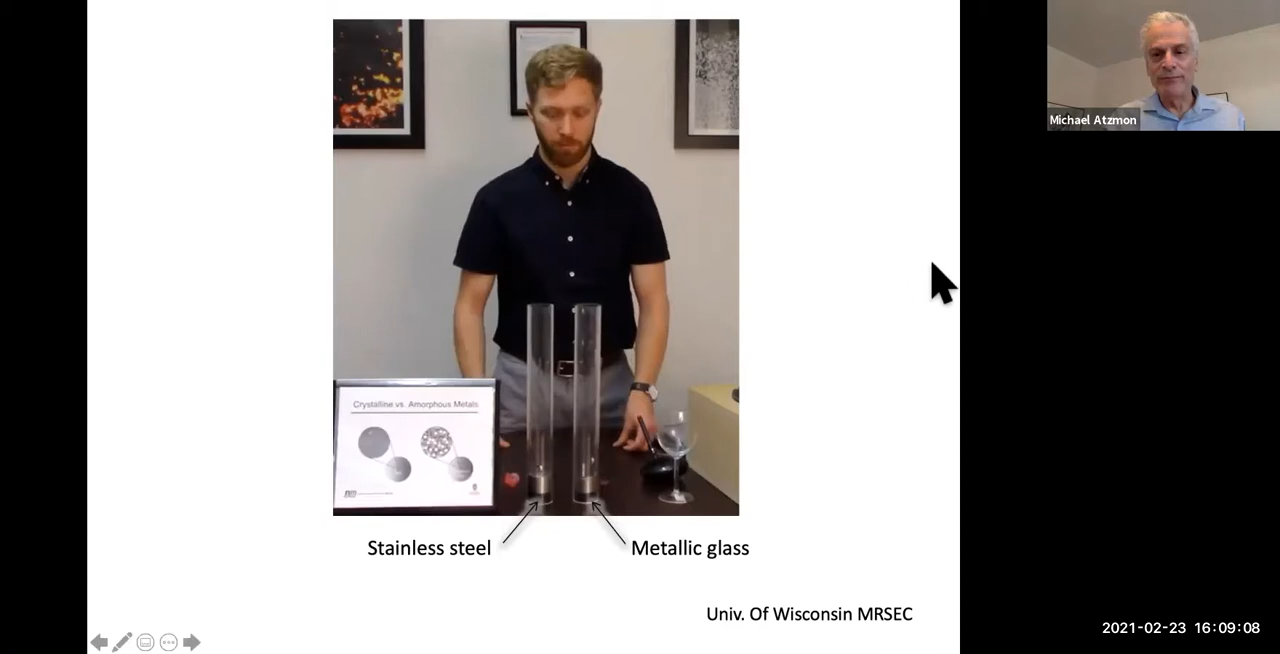 Michael Atzmon
Crystalline vs Amorphous Metals
Stainless steel
Metallic glass
Univ. Of Wisconsin MRSEC
2021-02-23 16:09:08